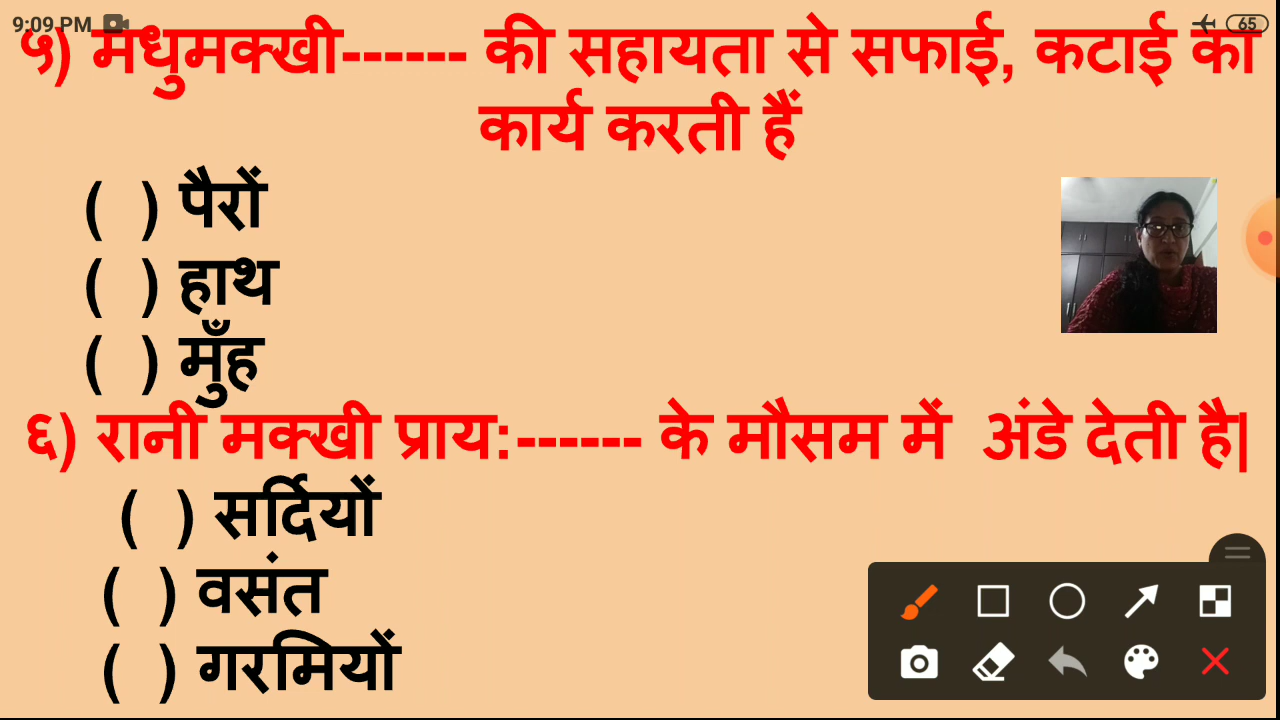 9:09 PM
65
५) मधुमक्खी------ की सहायता से सफाई, कटाई का
कार्य करती हैं
( ) पैरों
( ) हाथ
( ) मुँह
६) रानी मक्खी प्राय:------ के मौसम में अंडे देती है|
( ) सर्दियों
( ) वसंत
( ) गरमियों